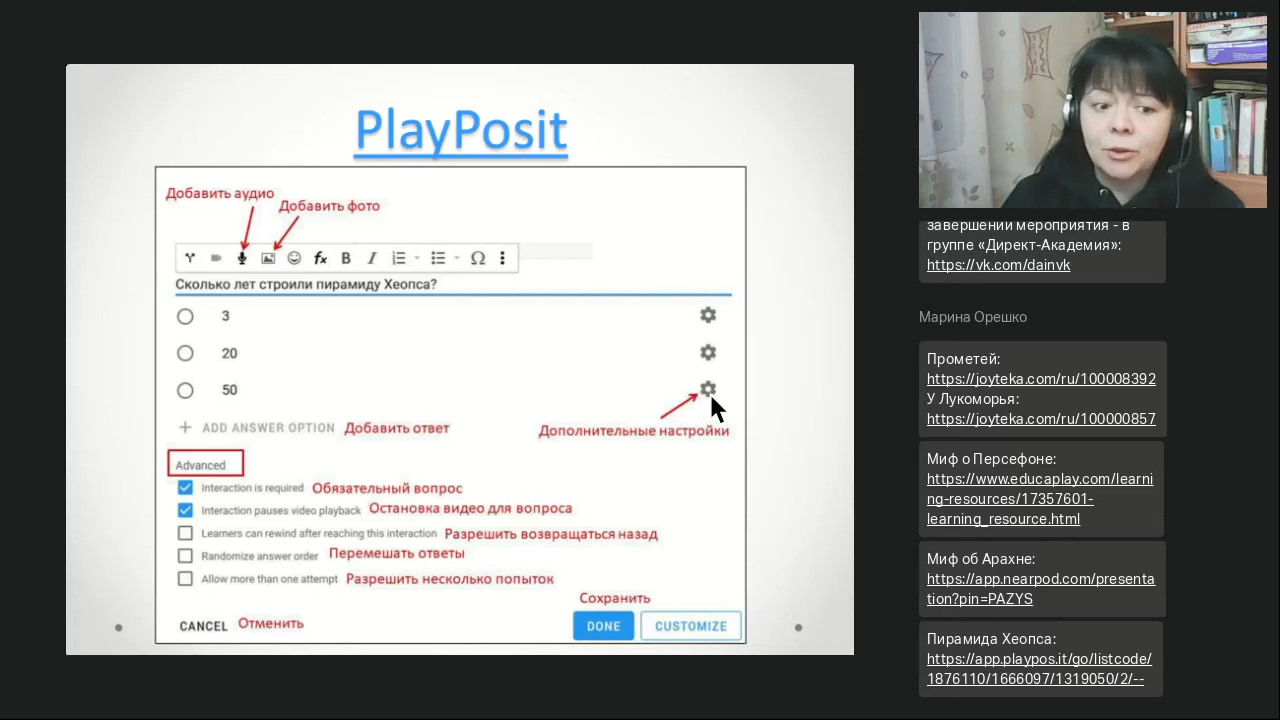 PlayPosit
Добавить аудио
Добавить фото
fx B I Ω
Сколько лет строили пирамиду Хеопса?
3
20
50
+ ADD ANSWER OPTION Добавить ответ
Дополнительные настройки
Advanced
Interaction is required Обязательный вопрос
Interaction pauses video playback Остановка видео для вопроса
Learners can rewind after reaching this interaction Разрешить возвращаться назад
Randomize answer order Перемешать ответы
Allow more than one attempt Разрешить несколько попыток
Сохранить
CANCEL Отменить DONE CUSTOMIZE
завершении мероприятия - в
группе «Директ-Академия»:
https://vk.com/dainvk
Марина Орешко
Прометей:
https://joyteka.com/ru/100008392
У Лукоморья:
https://joyteka.com/ru/100000857
Миф о Персефоне:
https://www.educaplay.com/learni
ng-resources/17357601-
learning_resource.html
Миф об Арахне:
https://app.nearpod.com/presenta
tion?pin=PAZYS
Пирамида Хеопса:
https://app.playpos.it/go/listcode/
1876110/1666097/1319050/2/--